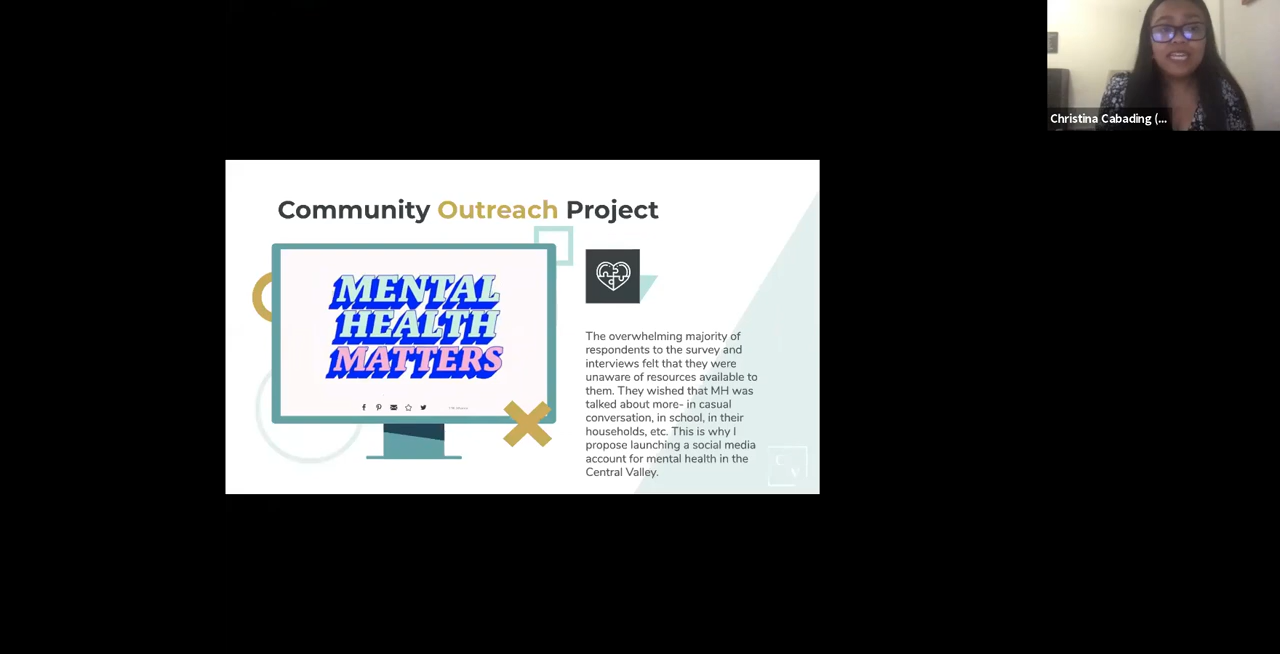 Christina Cabading (...
Community Outreach Project
MENTAL
HEALTH
MATTERS
The overwhelming majority of
respondents to the survey and
interviews felt that they were
unaware of resources available to
them. They wished that MH was
talked about more- in casual
conversation, in school, in their
households, etc. This is why I
propose launching a social media
account for mental health in the
Central Valley.
C
V